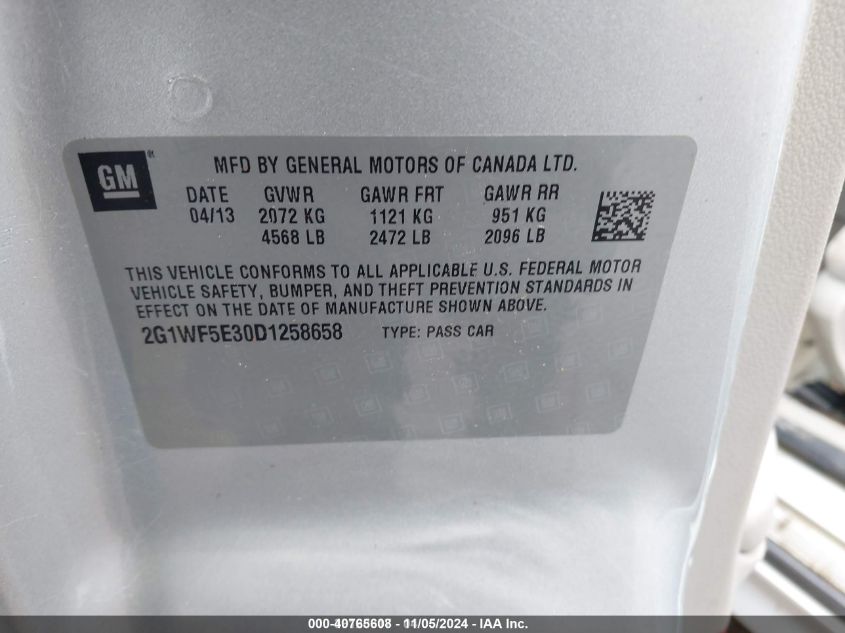 GM
MFD BY GENERAL MOTORS OF CANADA LTD.
DATE GVWR GAWR FRT GAWR RR
04/13 2072 KG 1121 KG 951 KG
4568 LB 2472 LB 2096 LB
THIS VEHICLE CONFORMS TO ALL APPLICABLE U.S. FEDERAL MOTOR
VEHICLE SAFETY, BUMPER, AND THEFT PREVENTION STANDARDS IN
EFFECT ON THE DATE OF MANUFACTURE SHOWN ABOVE.
2G1WF5E30D1258658 TYPE: PASS CAR
000-40765608 - 11/05/2024 - IAA Inc.